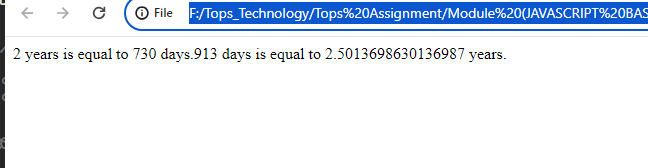 File F:/Tops_Technology/Tops%20Assignment/Module%20(JAVASCRIPT%20BAS
2 years is equal to 730 days.913 days is equal to 2.5013698630136987 years.